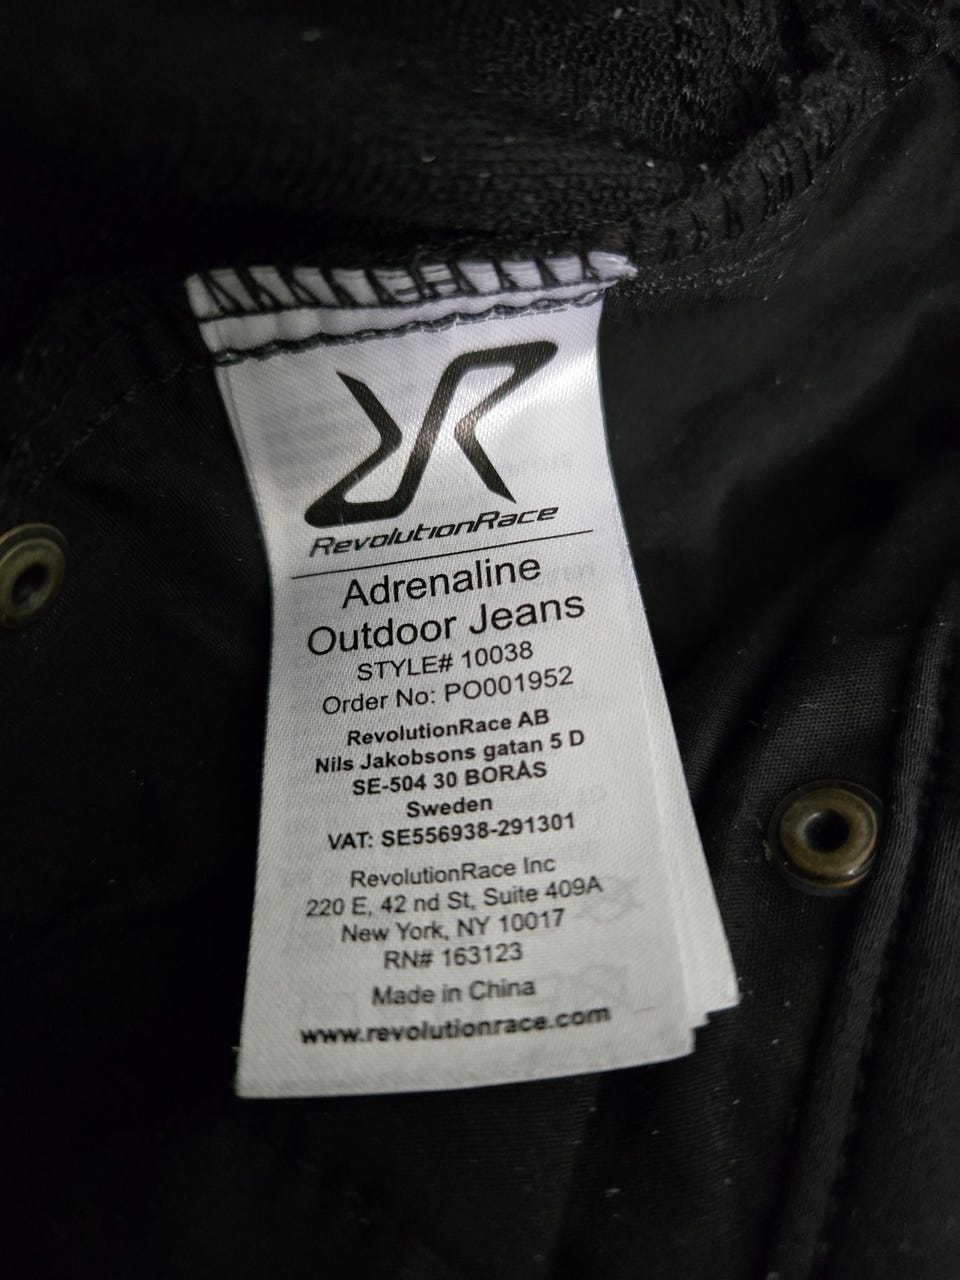 RevolutionRace
Adrenaline
Outdoor Jeans
STYLE# 10038
Order No: PO001952
RevolutionRace AB
Nils Jakobsons gatan 5 D
SE-504 30 BORÅS
Sweden
VAT: SE556938-291301
RevolutionRace Inc
220 E, 42 nd St, Suite 409A
New York, NY 10017
RN# 163123
Made in China
www.revolutionrace.com